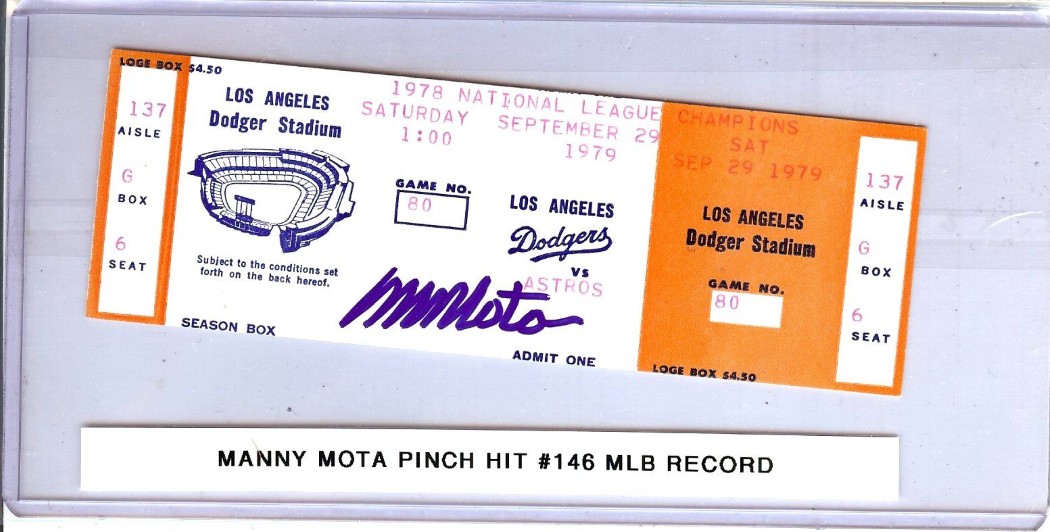 LOGE BOX $4.50
137
AISLE
G
BOX
6
SEAT
LOS ANGELES
Dodger Stadium
Subject to the conditions set
forth on the back hereof.
SEASON BOX
1978 NATIONAL LEAGUE CHAMPIONS
SATURDAY SEPTEMBER 29
1:00 1979
GAME NO.
80
LOS ANGELES
Dodgers
VS
ASTROS
MMMota
ADMIT ONE
SAT
SEP 29 1979
LOS ANGELES
Dodger Stadium
GAME NO.
80
LOGE BOX $4.50
137
AISLE
G
BOX
6
SEAT
MANNY MOTA PINCH HIT #146 MLB RECORD